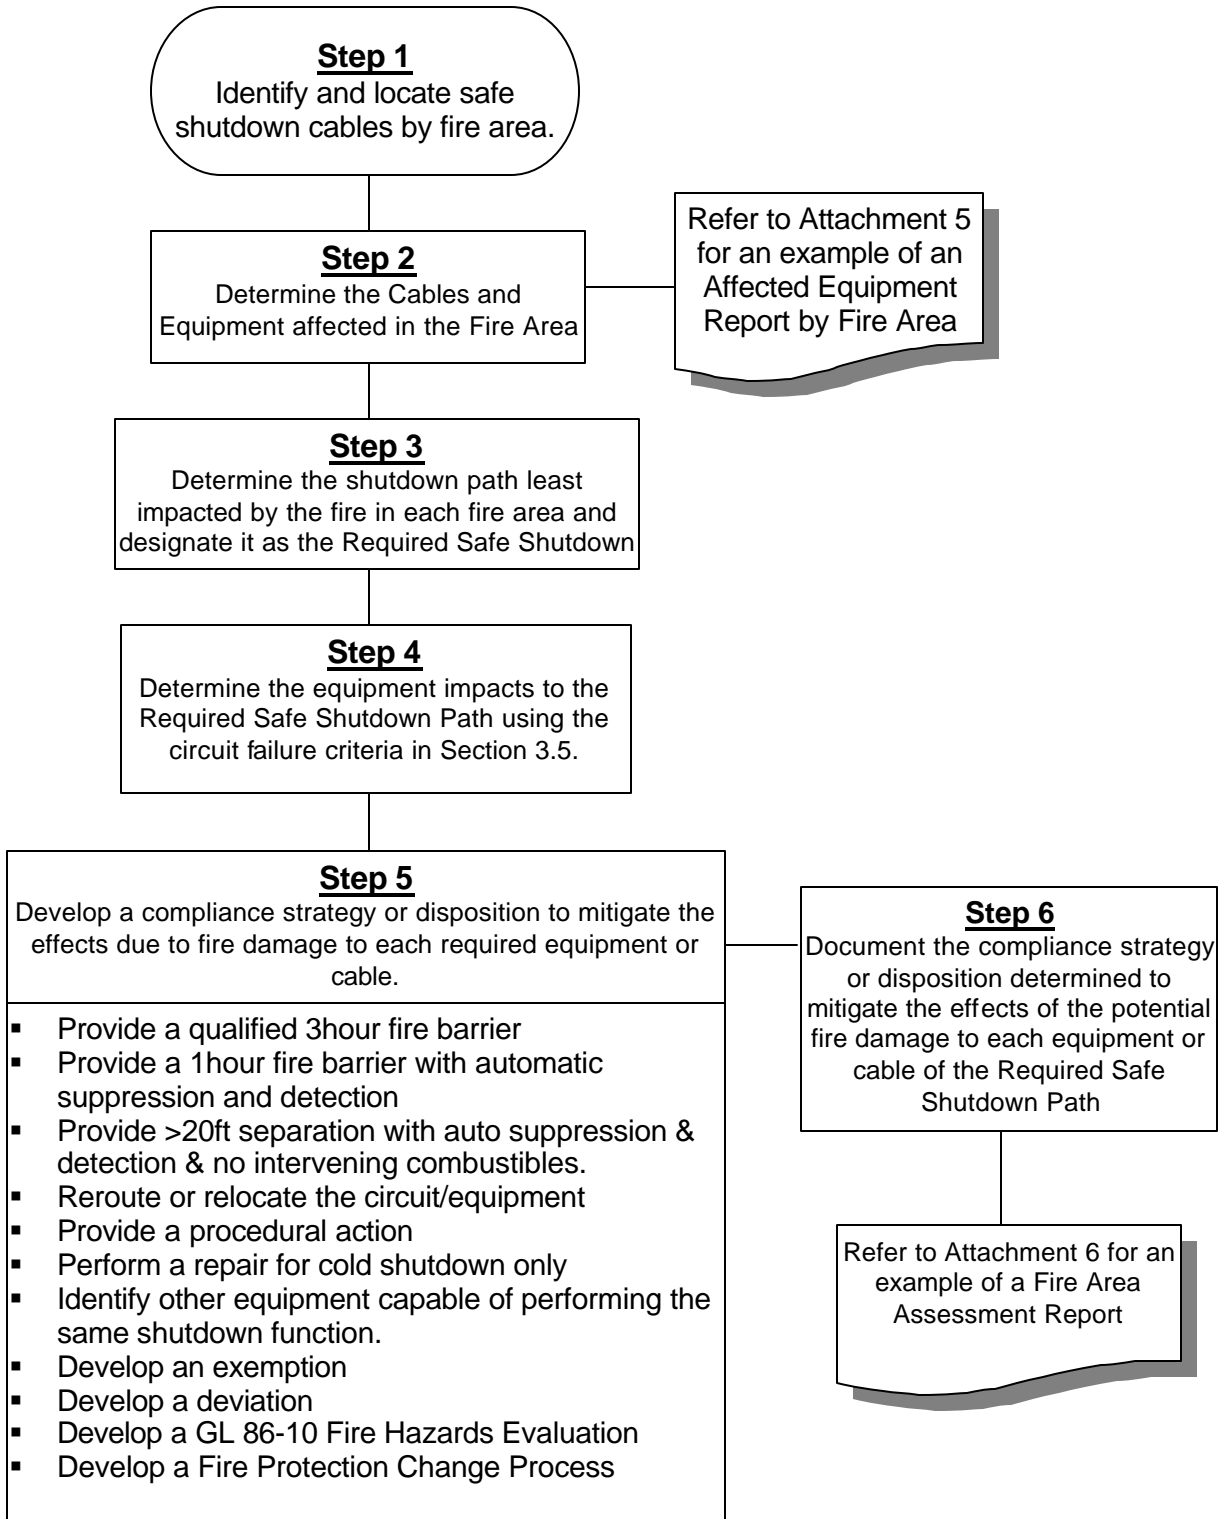 Step 1
Identify and locate safe
shutdown cables by fire area.
Step 2
Determine the Cables and
Equipment affected in the Fire Area
Refer to Attachment 5
for an example of an
Affected Equipment
Report by Fire Area
Step 3
Determine the shutdown path least
impacted by the fire in each fire area and
designate it as the Required Safe Shutdown
Step 4
Determine the equipment impacts to the
Required Safe Shutdown Path using the
circuit failure criteria in Section 3.5.
Step 5
Develop a compliance strategy or disposition to mitigate the
effects due to fire damage to each required equipment or
cable.
▪ Provide a qualified 3hour fire barrier
▪ Provide a 1hour fire barrier with automatic
suppression and detection
▪ Provide >20ft separation with auto suppression &
detection & no intervening combustibles.
▪ Reroute or relocate the circuit/equipment
▪ Provide a procedural action
▪ Perform a repair for cold shutdown only
▪ Identify other equipment capable of performing the
same shutdown function.
▪ Develop an exemption
▪ Develop a deviation
▪ Develop a GL 86-10 Fire Hazards Evaluation
▪ Develop a Fire Protection Change Process
Step 6
Document the compliance strategy
or disposition determined to
mitigate the effects of the potential
fire damage to each equipment or
cable of the Required Safe
Shutdown Path
Refer to Attachment 6 for an
example of a Fire Area
Assessment Report